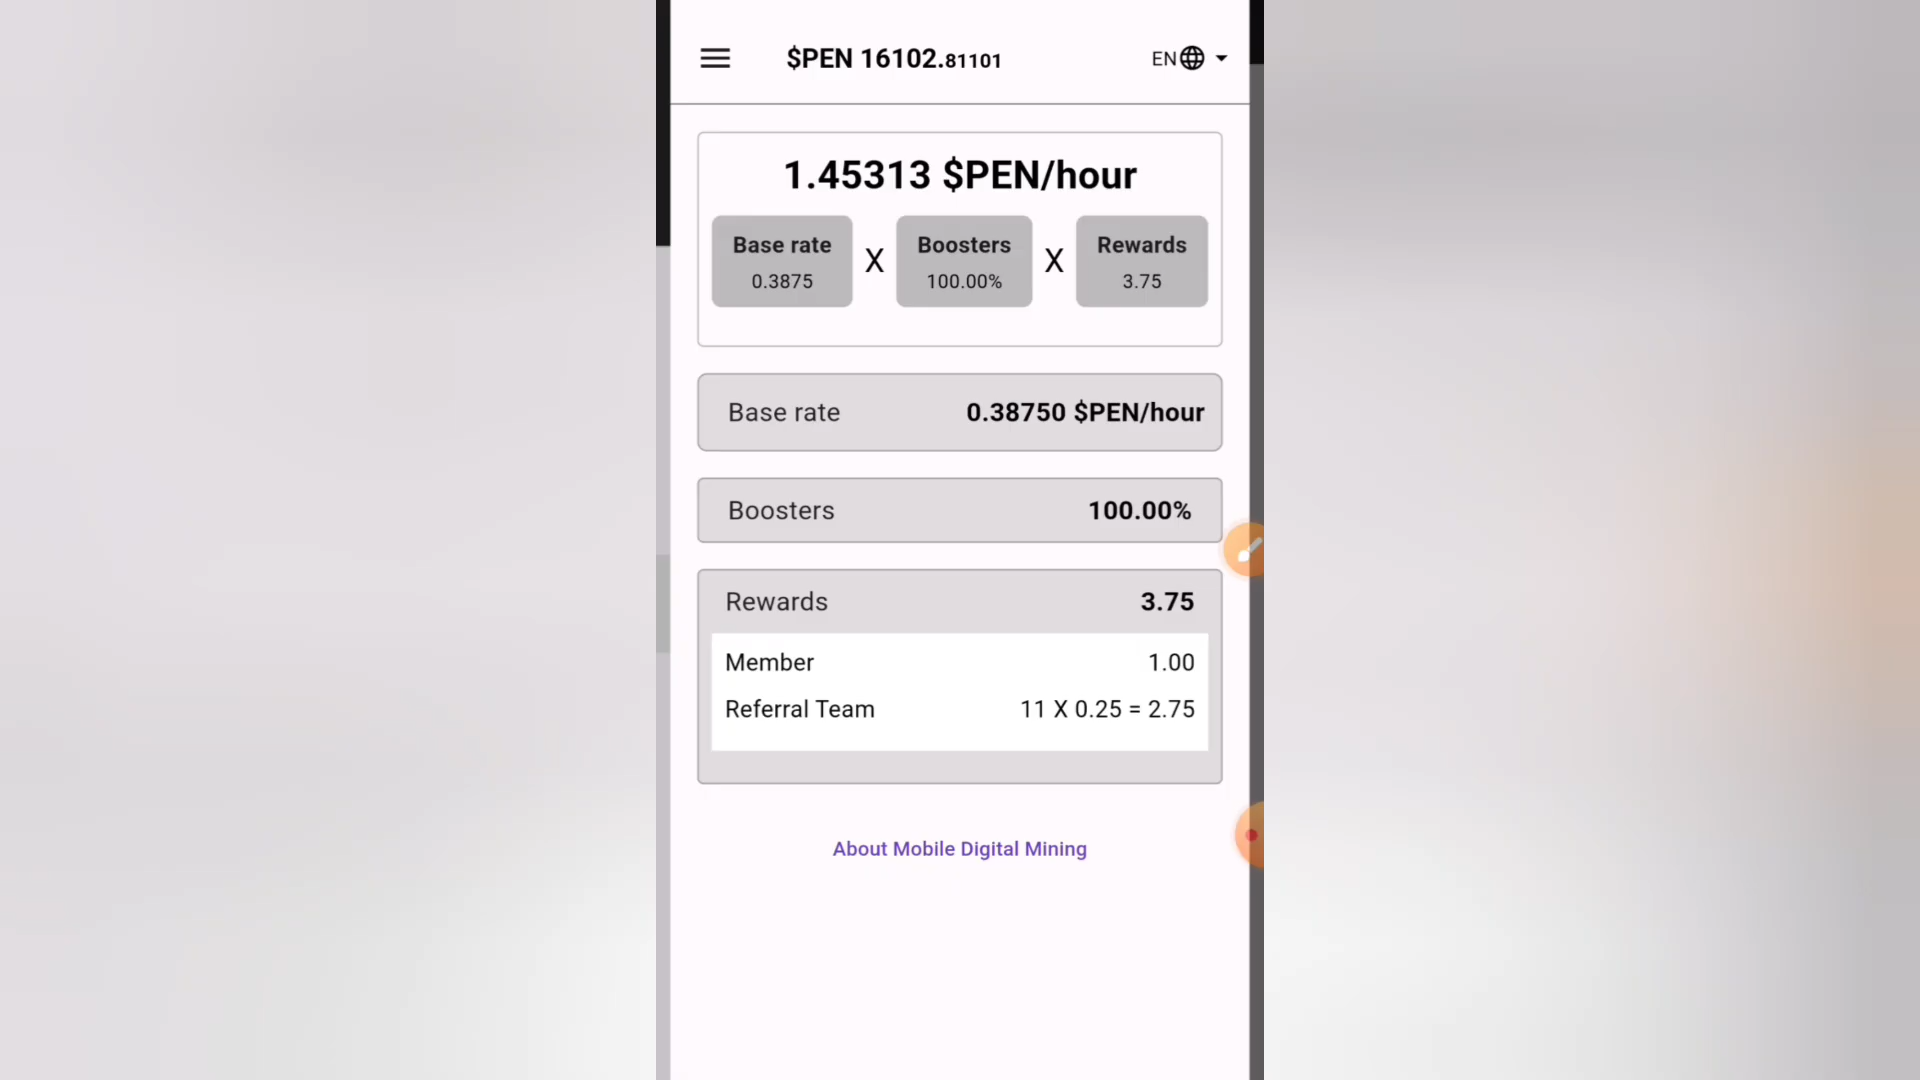 $PEN 16102.81101
EN
1.45313 $PEN/hour
Base rate X Boosters X Rewards
0.3875 100.00% 3.75
Base rate 0.38750 $PEN/hour
Boosters 100.00%
Rewards 3.75
Member 1.00
Referral Team 11 X 0.25 = 2.75
About Mobile Digital Mining